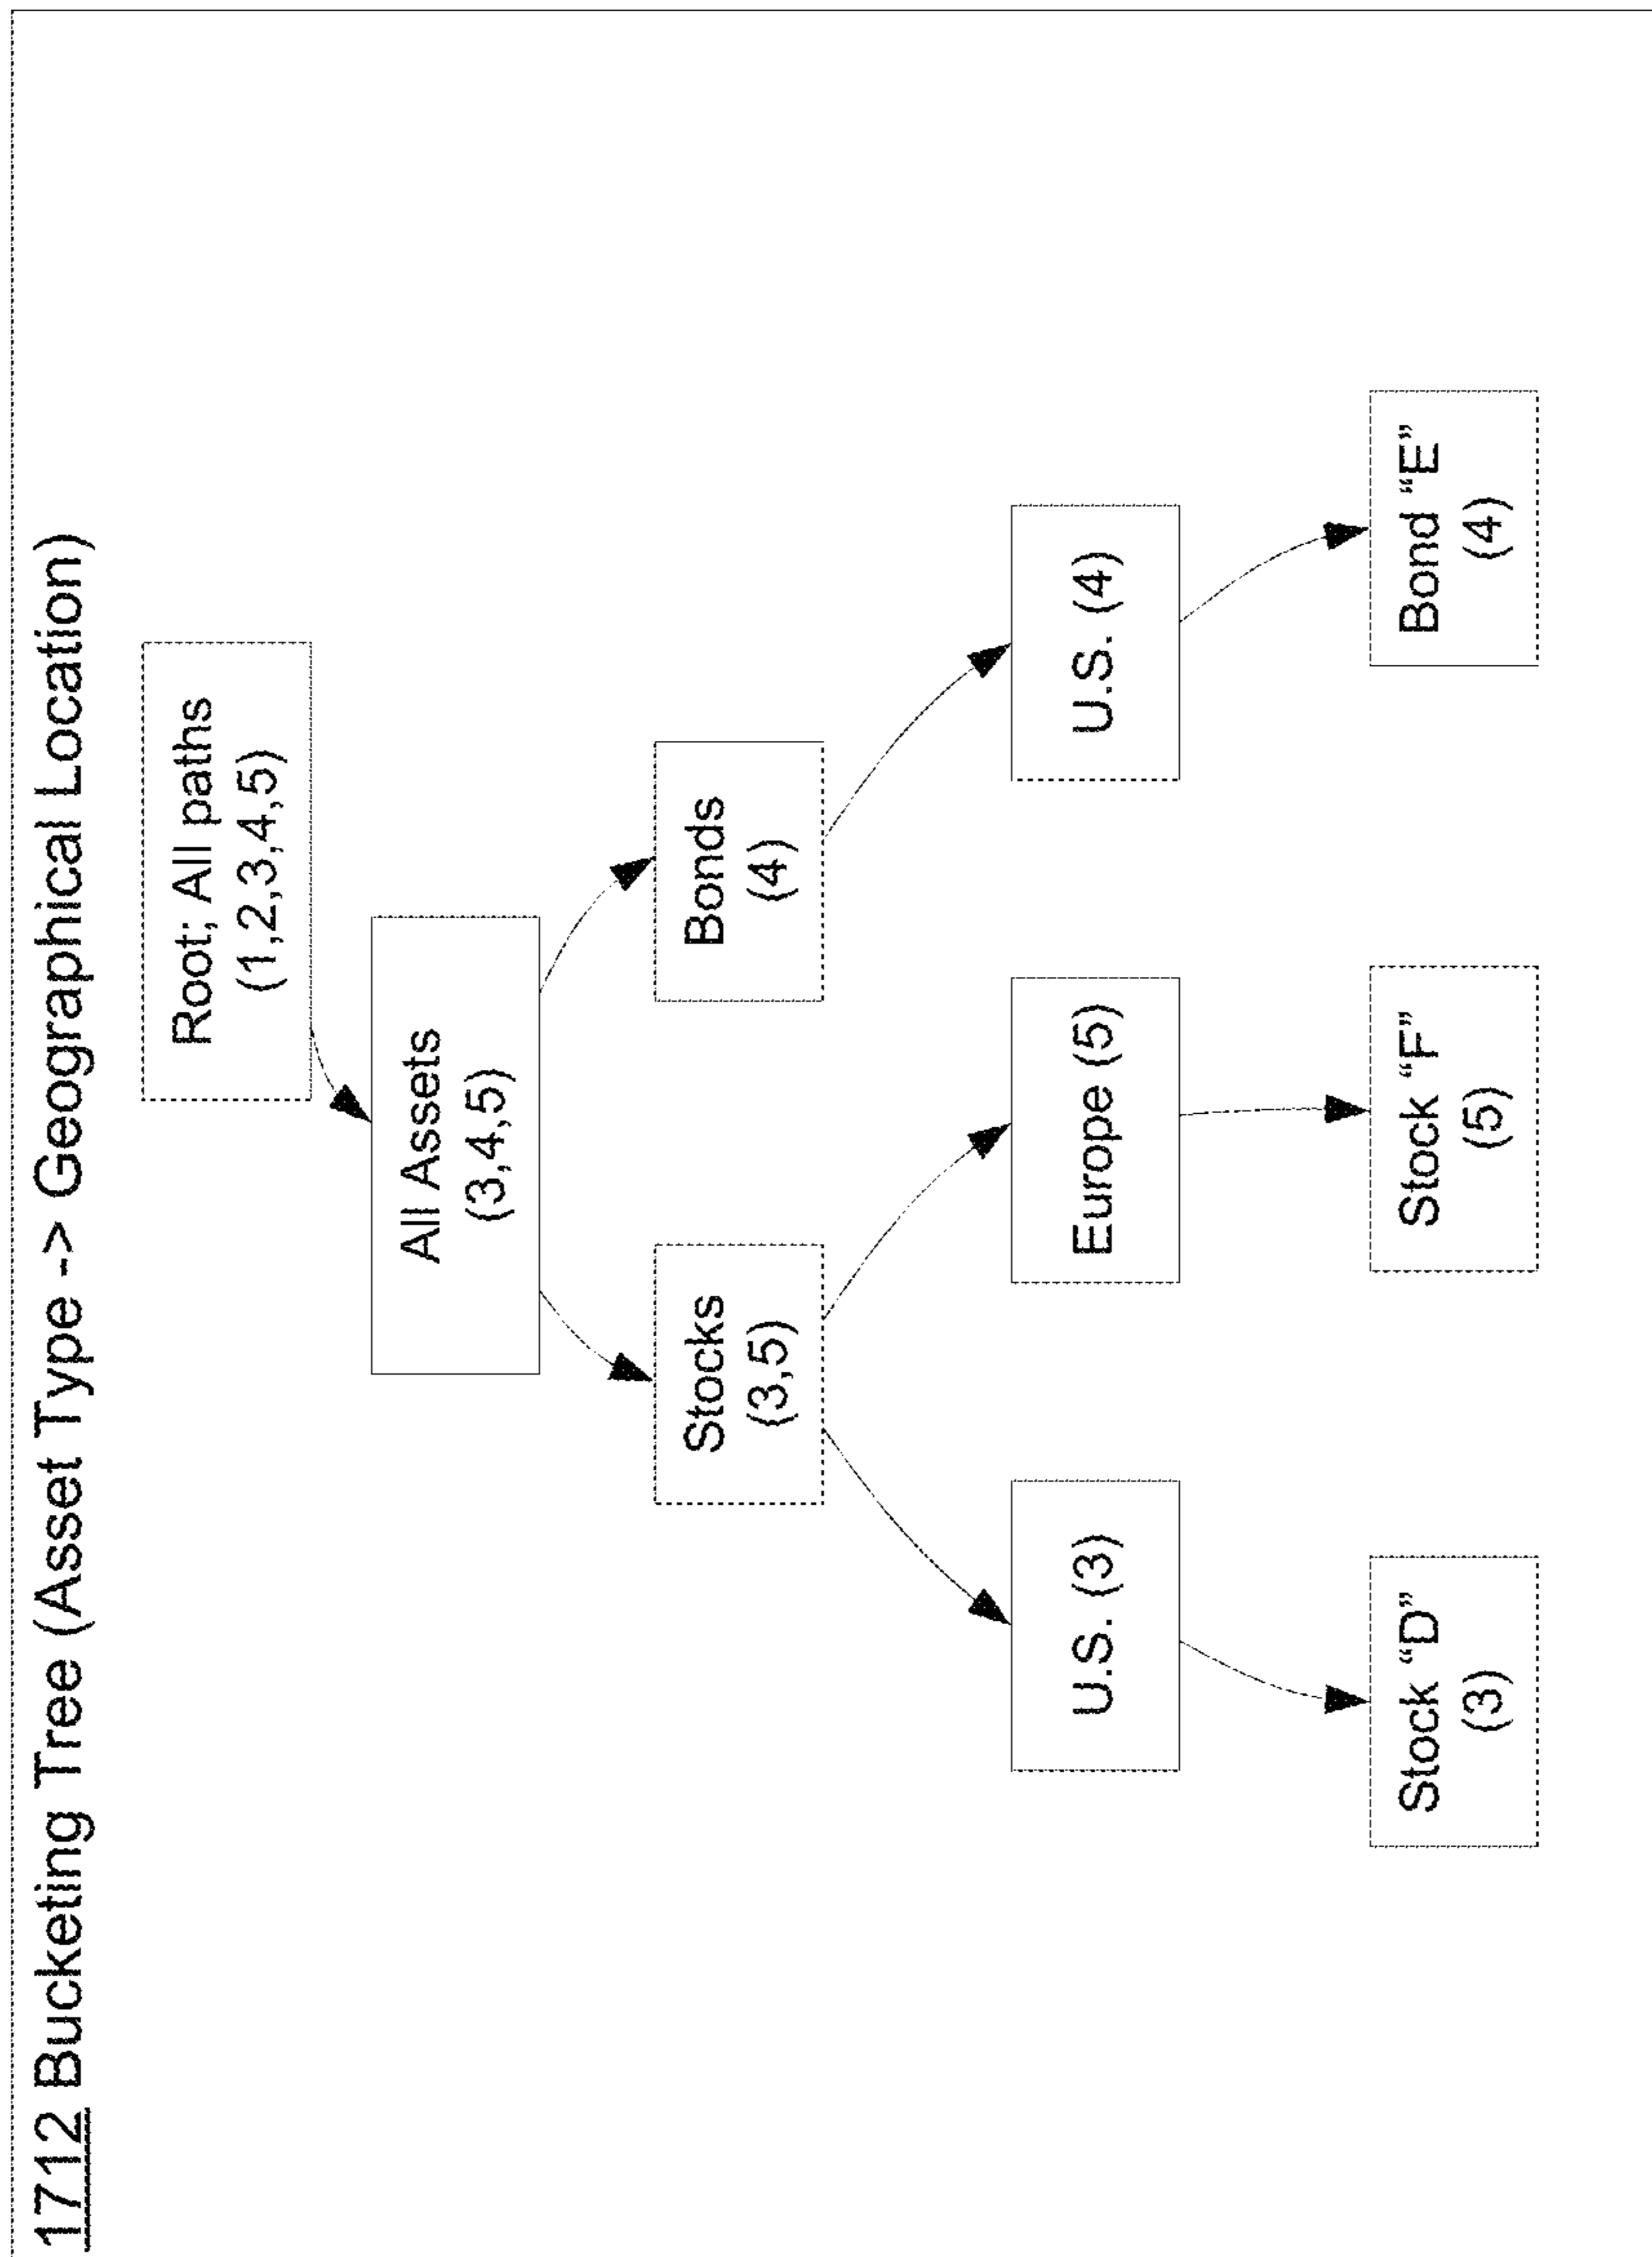 1712 Bucketing Tree (Asset Type -> Geographical Location)
Root; All paths
(1,2,3,4,5)
All Assets
(3,4,5)
Stocks
(3,5)
Bonds
(4)
U.S. (3)
Europe (5)
U.S. (4)
Stock “D”
(3)
Stock “F”
(5)
Bond “E”
(4)